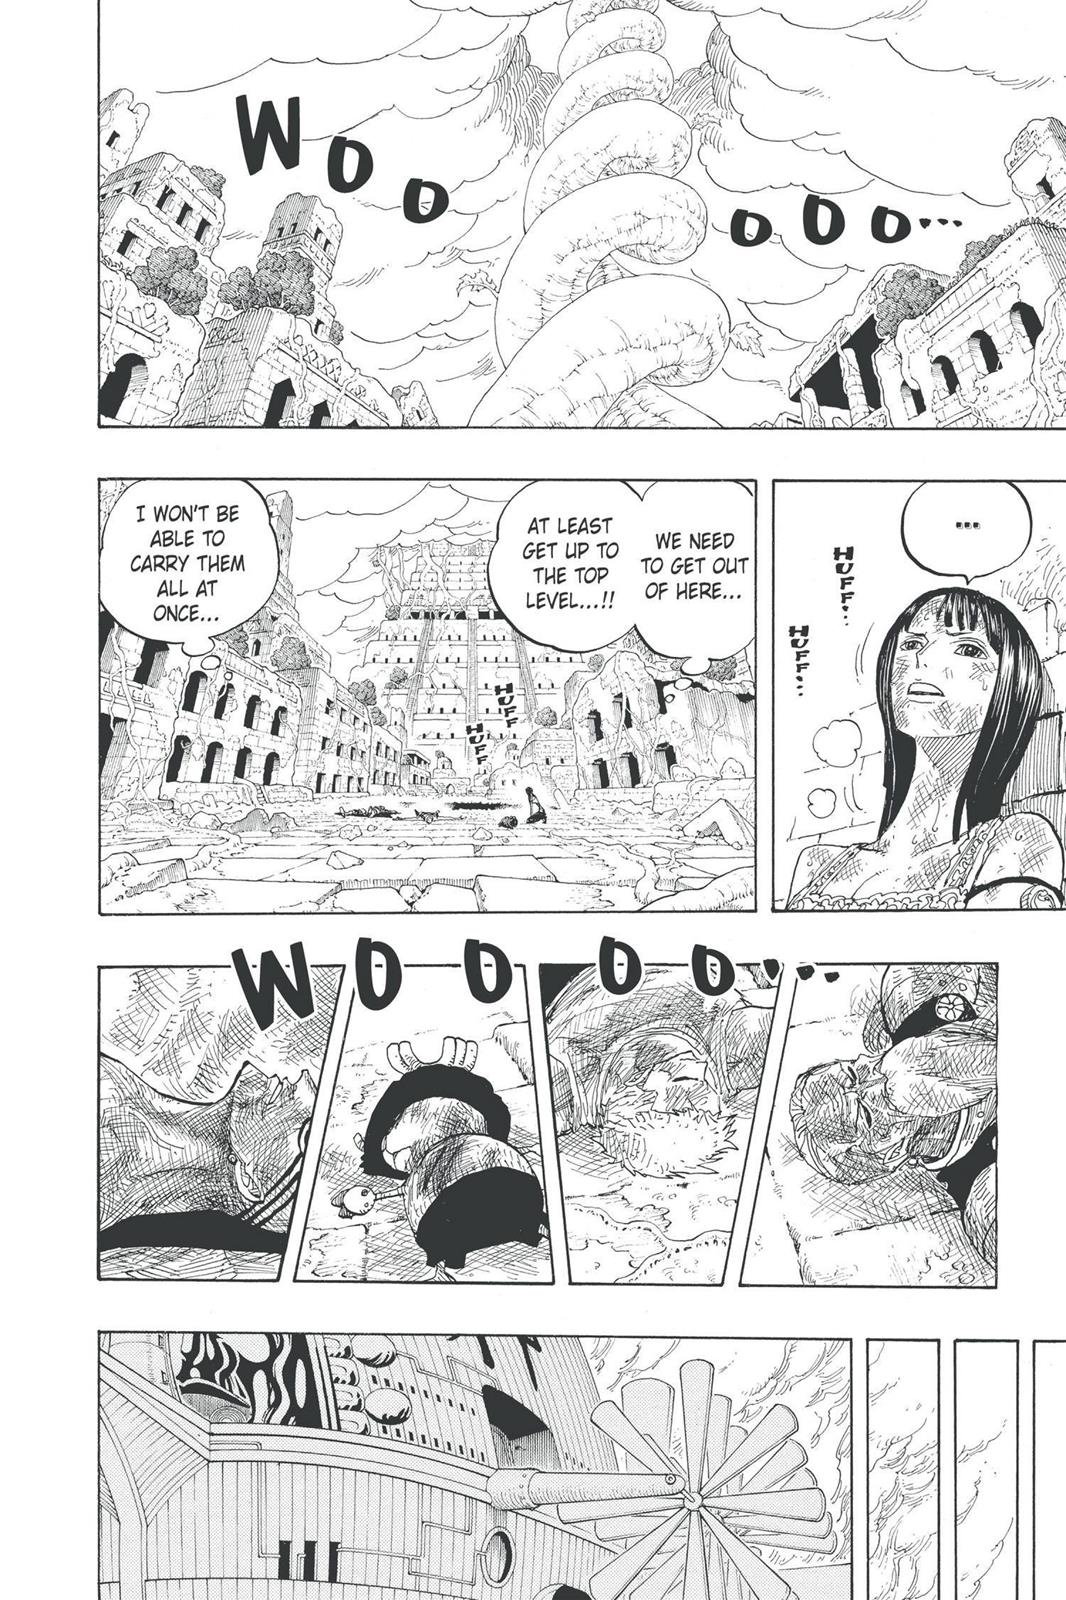 WOO
OOO...
...
HUFF...
HUFF...
WE NEED
TO GET OUT
OF HERE...
AT LEAST
GET UP TO
THE TOP
LEVEL...!!
HUFF
HUFF
I WON'T BE
ABLE TO
CARRY THEM
ALL AT
ONCE...
WOOOO...